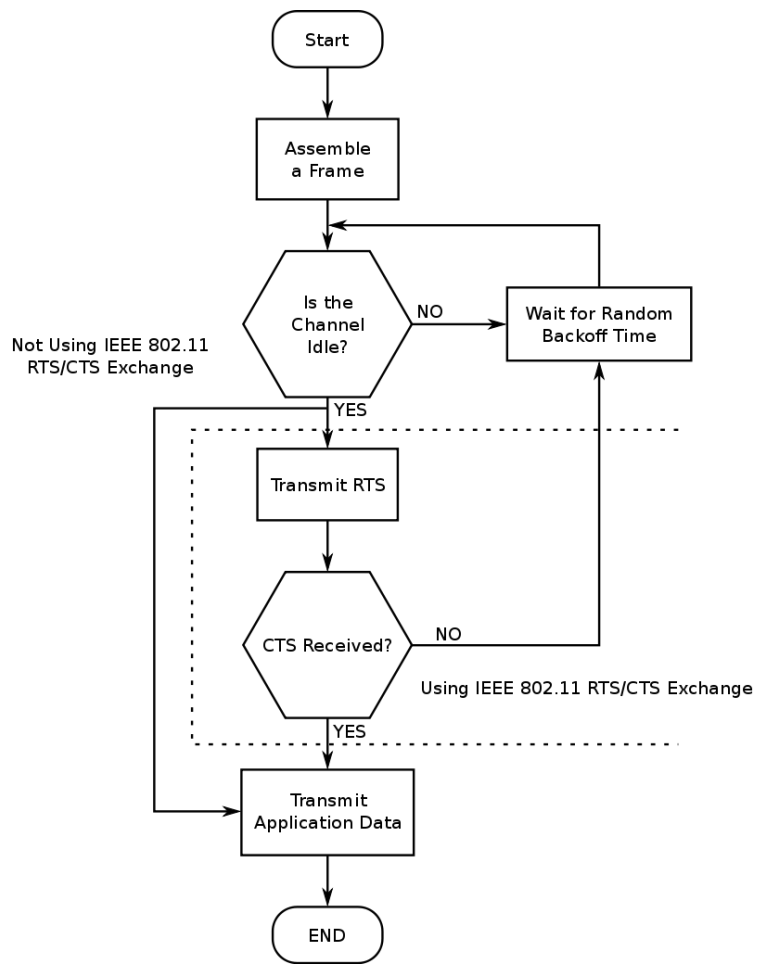 Start
Assemble
a Frame
Is the
Channel
Idle?
NO
Wait for Random
Backoff Time
Not Using IEEE 802.11
RTS/CTS Exchange
YES
Transmit RTS
CTS Received?
NO
Using IEEE 802.11 RTS/CTS Exchange
YES
Transmit
Application Data
END